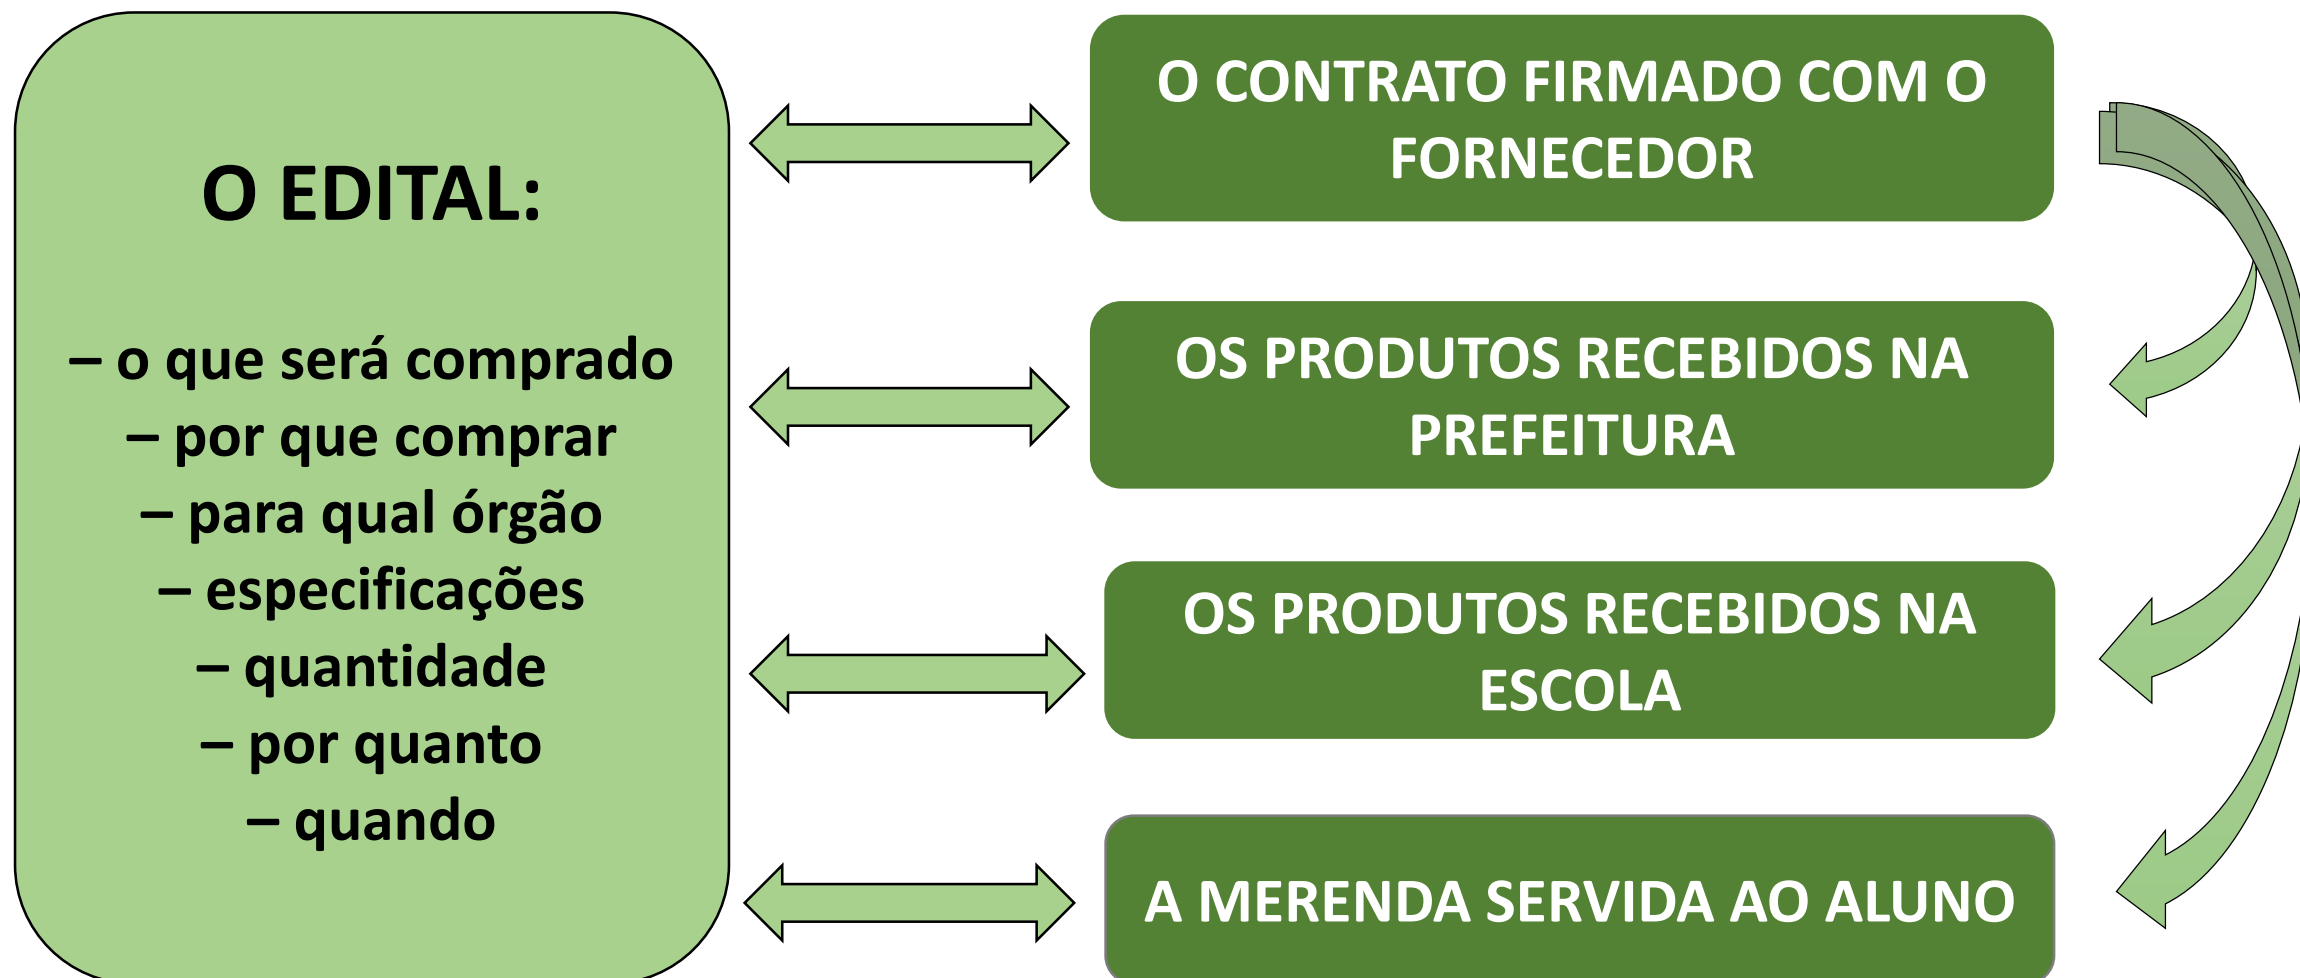 O EDITAL:
– o que será comprado
– por que comprar
– para qual órgão
– especificações
– quantidade
– por quanto
– quando
O CONTRATO FIRMADO COM O
FORNECEDOR
OS PRODUTOS RECEBIDOS NA
PREFEITURA
OS PRODUTOS RECEBIDOS NA
ESCOLA
A MERENDA SERVIDA AO ALUNO